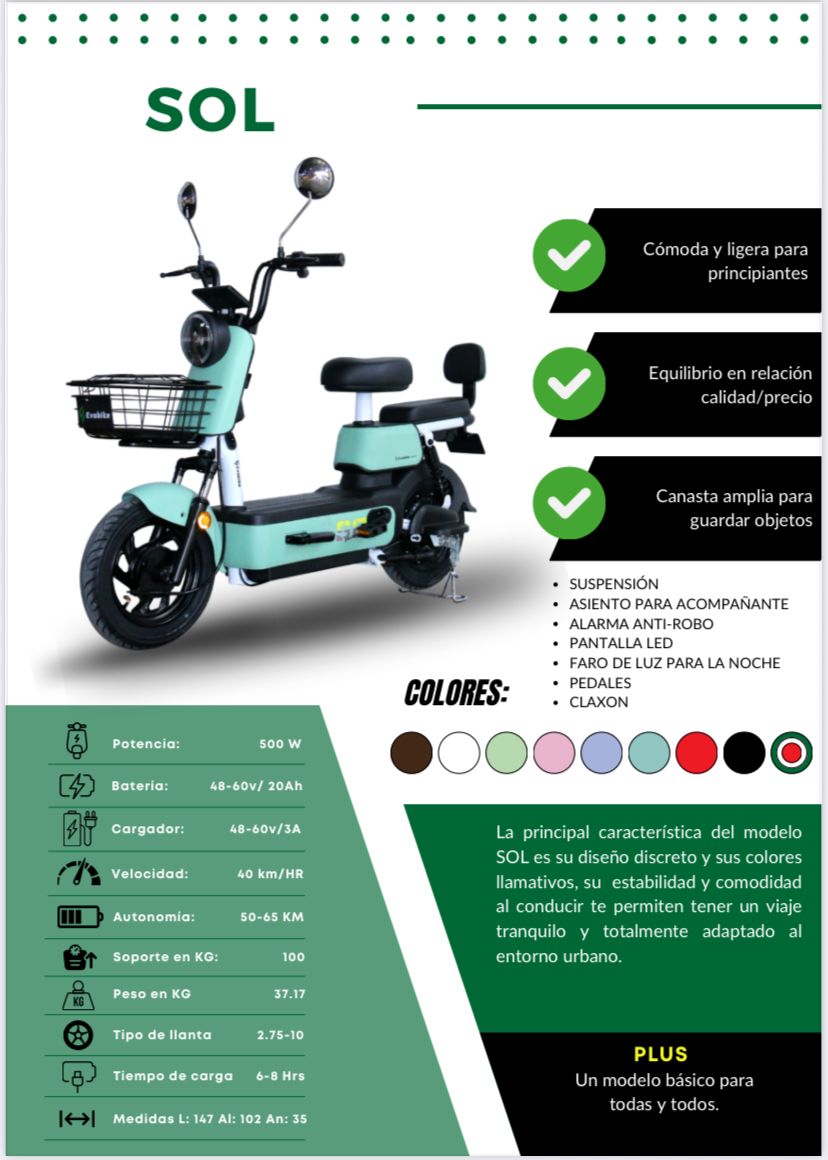 SOL
Cómoda y ligera para
principiantes
Equilibrio en relación
calidad/precio
Canasta amplia para
guardar objetos
Evobike
• SUSPENSIÓN
• ASIENTO PARA ACOMPAÑANTE
• ALARMA ANTI-ROBO
• PANTALLA LED
• FARO DE LUZ PARA LA NOCHE
• PEDALES
• CLAXON
COLORES:
Potencia: 500 W
Batería: 48-60v/ 20Ah
Cargador: 48-60v/3A
Velocidad: 40 km/HR
Autonomía: 50-65 KM
Soporte en KG: 100
KG
Peso en KG 37.17
Tipo de llanta 2.75-10
Tiempo de carga 6-8 Hrs
Medidas L: 147 Al: 102 An: 35
La principal característica del modelo
SOL es su diseño discreto y sus colores
llamativos, su estabilidad y comodidad
al conducir te permiten tener un viaje
tranquilo y totalmente adaptado al
entorno urbano.
PLUS
Un modelo básico para
todas y todos.